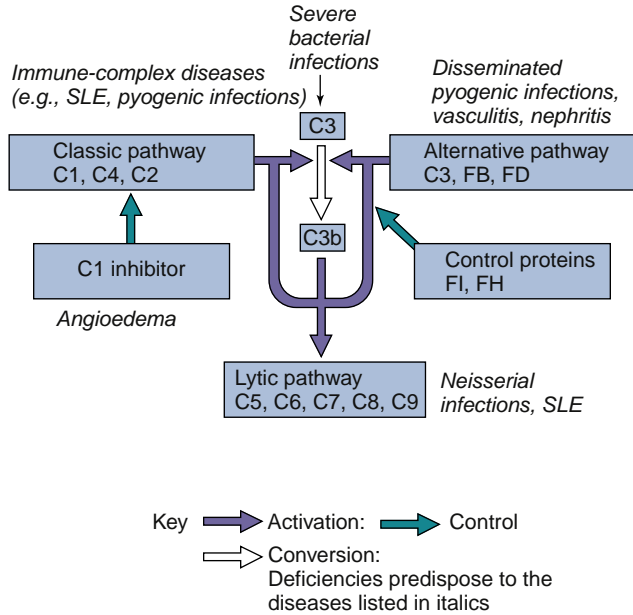 Severe
bacterial
infections
Immune-complex diseases
(e.g., SLE, pyogenic infections)
Disseminated
pyogenic infections,
vasculitis, nephritis
C3
Classic pathway
C1, C4, C2
Alternative pathway
C3, FB, FD
C3b
C1 inhibitor
Control proteins
FI, FH
Angioedema
Lytic pathway
C5, C6, C7, C8, C9
Neisserial
infections, SLE
Key Activation: Control
Conversion:
Deficiencies predispose to the
diseases listed in italics